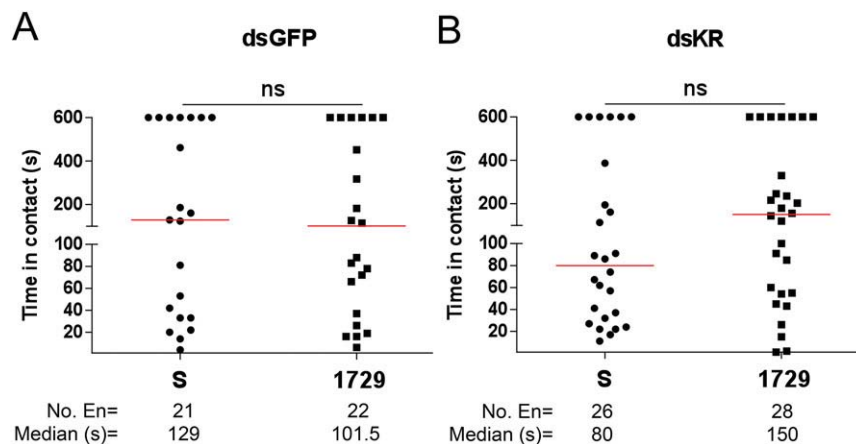 A
dsGFP
ns
Time in contact (s)
600
400
200
100
80
60
40
20
S 1729
No. En= 21 22
Median (s)= 129 101.5
B
dsKR
ns
Time in contact (s)
600
400
200
100
80
60
40
20
S 1729
No. En= 26 28
Median (s)= 80 150